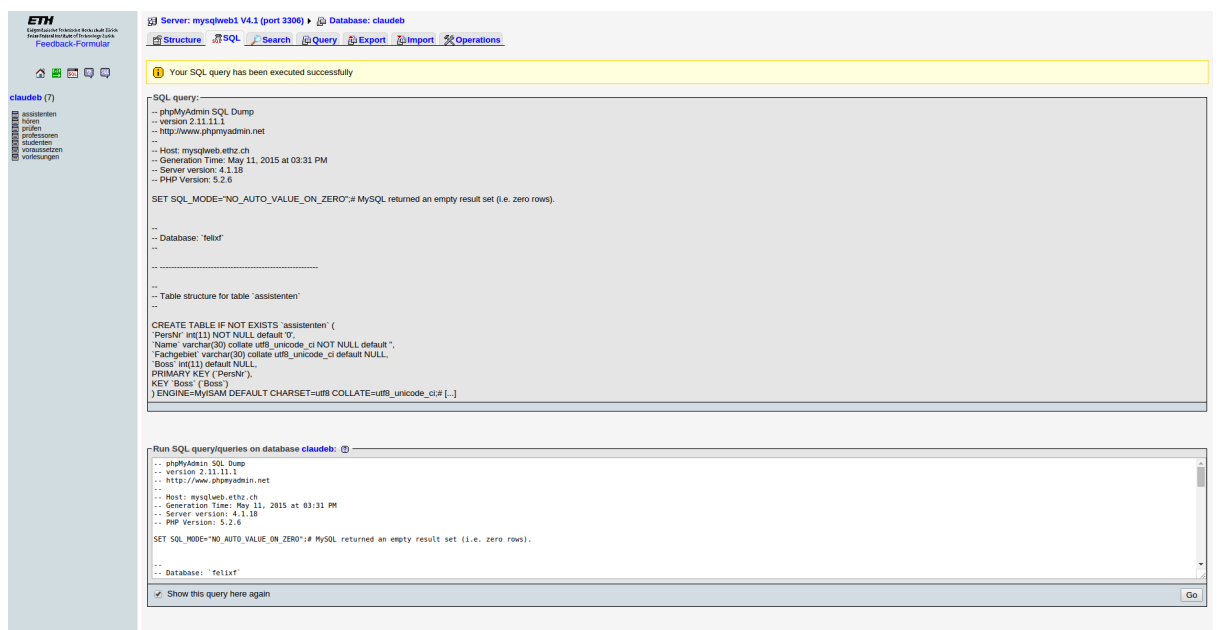 ETH
Eidgenössische Technische Hochschule Zürich
Swiss Federal Institute of Technology Zurich
Feedback-Formular
claudeb (7)
assistenten
hören
prüfen
professoren
studenten
voraussetzen
vorlesungen
Server: mysqlweb1 V4.1 (port 3306) Database: claudeb
Structure SQL Search Query Export Import Operations
Your SQL query has been executed successfully
SQL query:
-- phpMyAdmin SQL Dump
-- version 2.11.11.1
-- http://www.phpmyadmin.net
--
-- Host: mysqlweb.ethz.ch
-- Generation Time: May 11, 2015 at 03:31 PM
-- Server version: 4.1.18
-- PHP Version: 5.2.6
SET SQL_MODE="NO_AUTO_VALUE_ON_ZERO";# MySQL returned an empty result set (i.e. zero rows).
--
-- Database: `felixf`
--
-- --------------------------------------------------------
--
-- Table structure for table `assistenten`
--
CREATE TABLE IF NOT EXISTS `assistenten` (
`PersNr` int(11) NOT NULL default '0',
`Name` varchar(30) collate utf8_unicode_ci NOT NULL default '',
`Fachgebiet` varchar(30) collate utf8_unicode_ci default NULL,
`Boss` int(11) default NULL,
PRIMARY KEY (`PersNr`),
KEY `Boss` (`Boss`)
) ENGINE=MyISAM DEFAULT CHARSET=utf8 COLLATE=utf8_unicode_ci;# [...]
Run SQL query/queries on database claudeb:
-- phpMyAdmin SQL Dump
-- version 2.11.11.1
-- http://www.phpmyadmin.net
--
-- Host: mysqlweb.ethz.ch
-- Generation Time: May 11, 2015 at 03:31 PM
-- Server version: 4.1.18
-- PHP Version: 5.2.6
SET SQL_MODE="NO_AUTO_VALUE_ON_ZERO";# MySQL returned an empty result set (i.e. zero rows).
--
-- Database: `felixf`
Show this query here again
Go